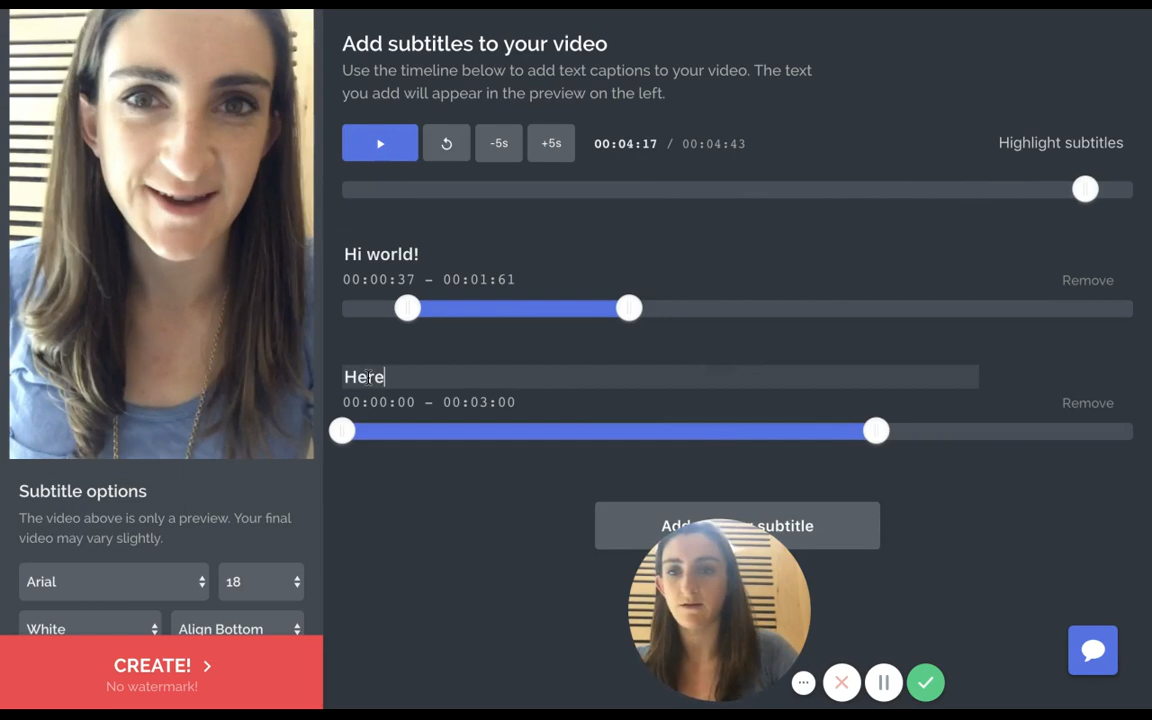 Add subtitles to your video
Use the timeline below to add text captions to your video. The text
you add will appear in the preview on the left.
-5s
+5s
00:04:17 / 00:04:43
Highlight subtitles
Hi world!
00:00:37 – 00:01:61
Remove
Here
00:00:00 – 00:03:00
Remove
subtitle
Subtitle options
The video above is only a preview. Your final
video may vary slightly.
Arial
18
White
Align Bottom
CREATE!
No watermark!